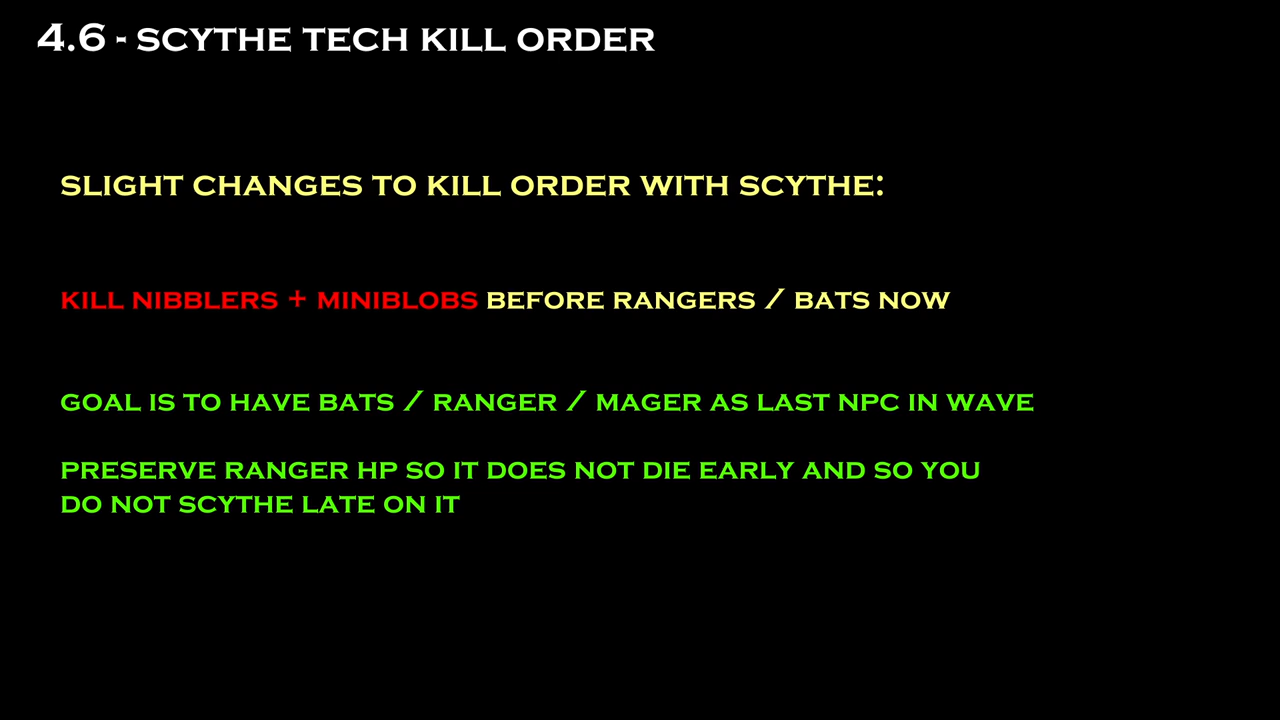 4.6 - SCYTHE TECH KILL ORDER
SLIGHT CHANGES TO KILL ORDER WITH SCYTHE:
KILL NIBBLERS + MINIBLOBS BEFORE RANGERS / BATS NOW
GOAL IS TO HAVE BATS / RANGER / MAGER AS LAST NPC IN WAVE
PRESERVE RANGER HP SO IT DOES NOT DIE EARLY AND SO YOU
DO NOT SCYTHE LATE ON IT